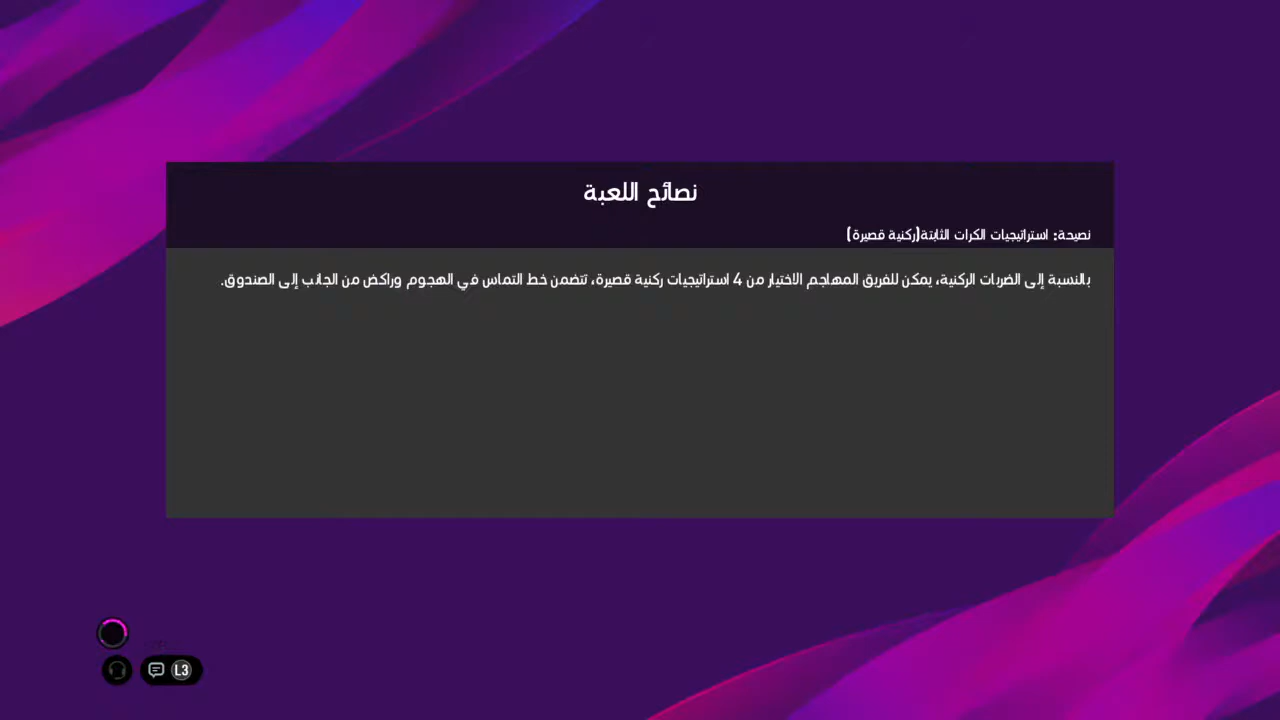 نصائح اللعبة
نصيحة: استراتيجيات الكرات الثابتة(ركنية قصيرة)
بالنسبة إلى الضربات الركنية، يمكن للفريق المهاجم الاختيار من 4 استراتيجيات ركنية قصيرة، تتضمن خط التماس في الهجوم وراكض من الجانب إلى الصندوق.
L3